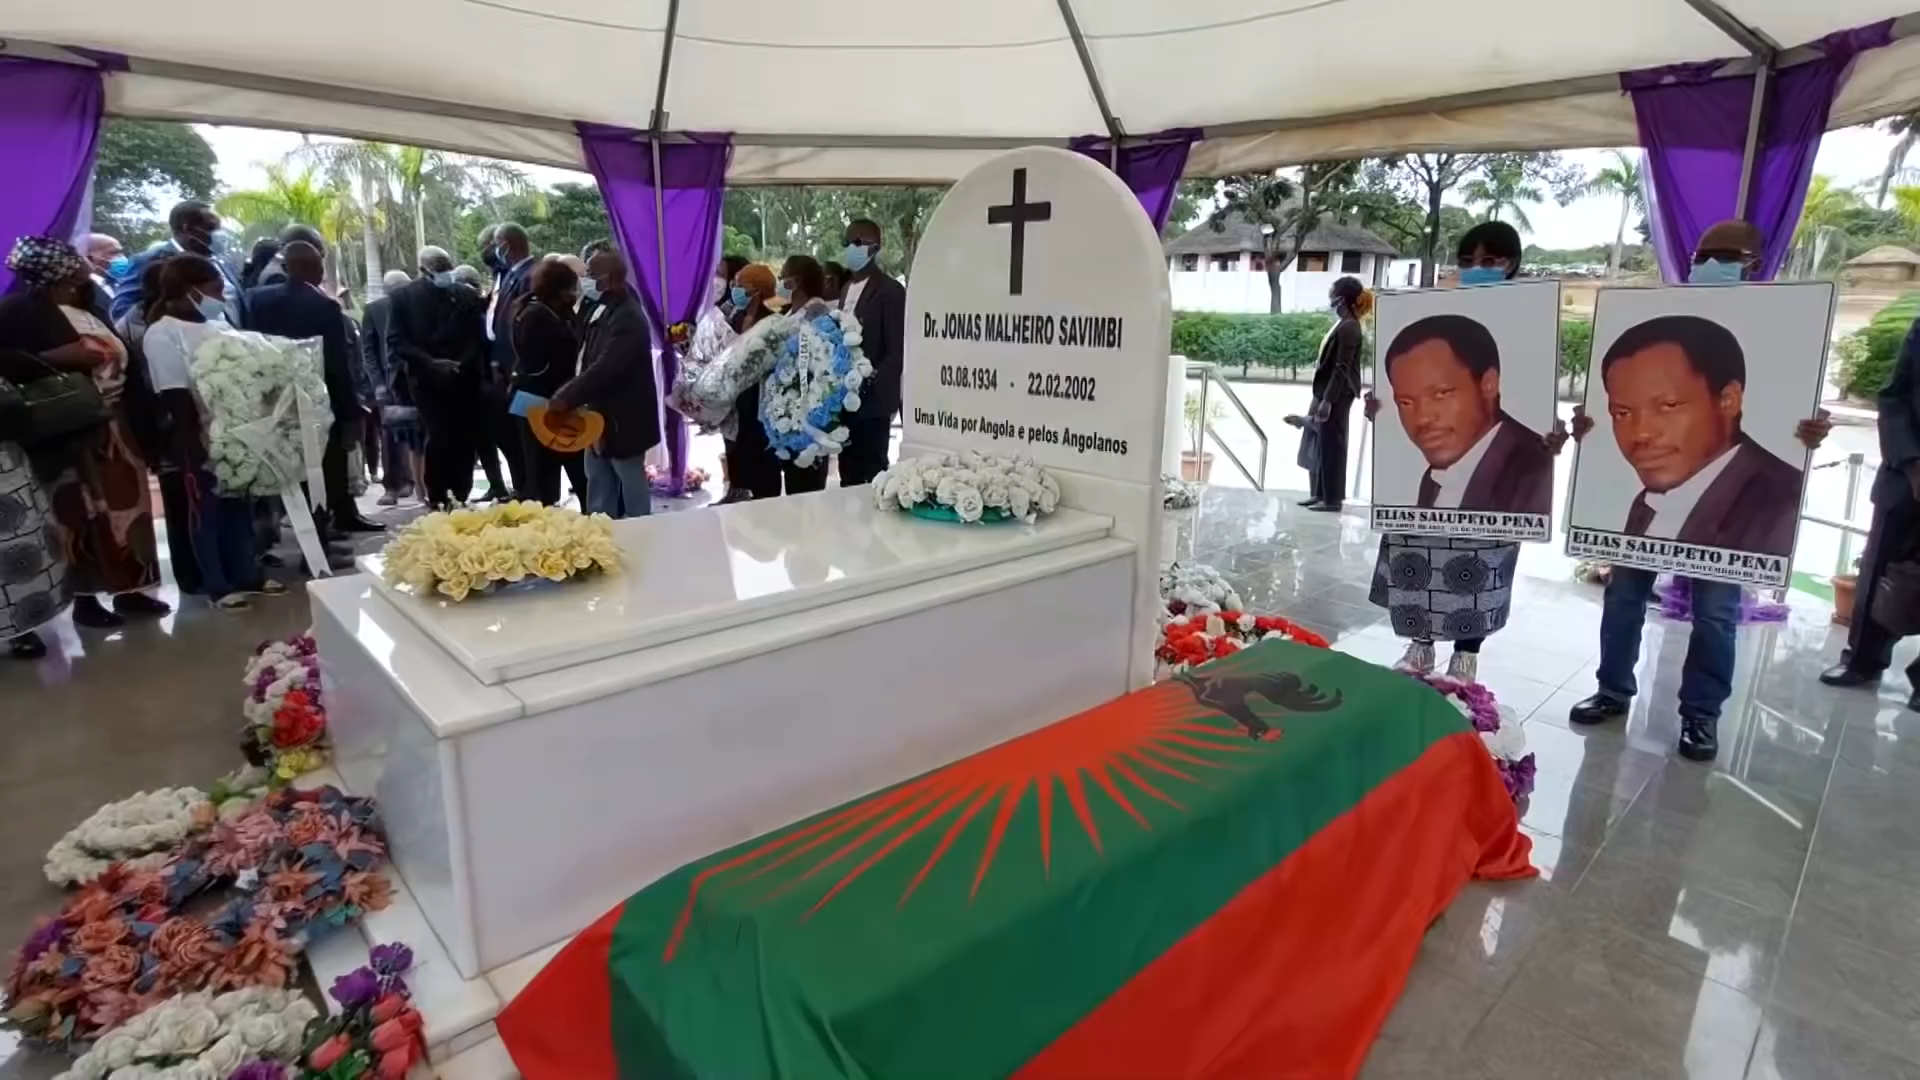 Dr. JONAS MALHEIRO SAVIMBI
03.08.1934 - 22.02.2002
Uma Vida por Angola e pelos Angolanos
ELIAS SALUPETO PENA
ELIAS SALUPETO PENA